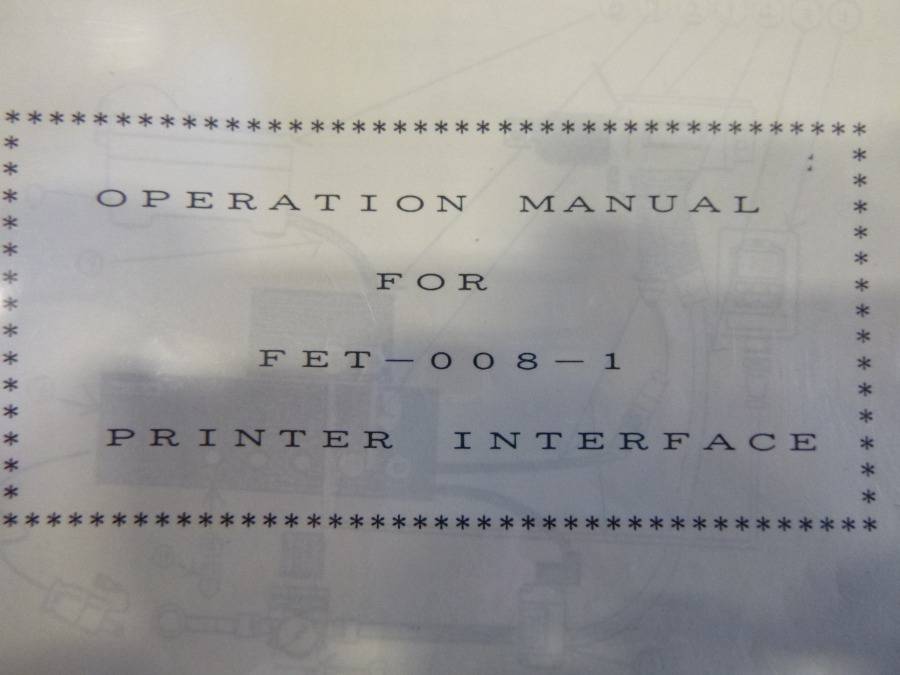 OPERATION MANUAL
FOR
FET-008-1
PRINTER INTERFACE